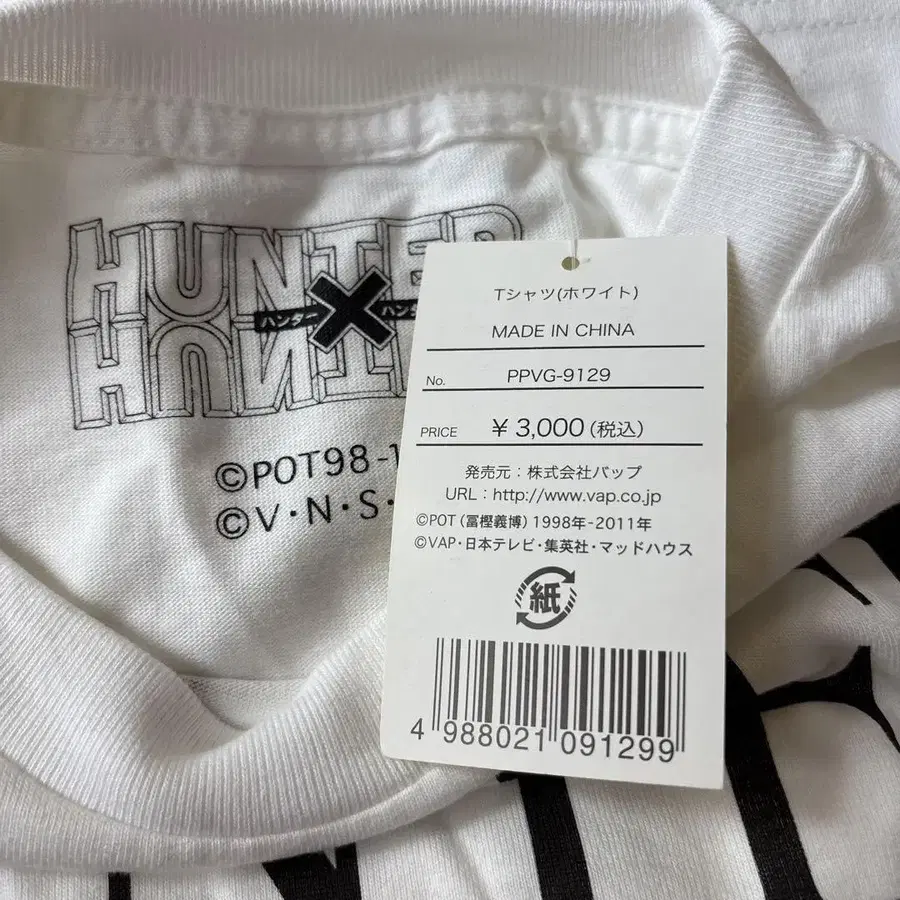 HUNTER
ハンター
©POT98-
©V・N・S・
Tシャツ(ホワイト)
MADE IN CHINA
No. PPVG-9129
PRICE ¥3,000(税込)
発売元：株式会社バップ
URL：http://www.vap.co.jp
©POT(冨樫義博)1998年-2011年
©VAP・日本テレビ・集英社・マッドハウス
紙
4 988021 091299